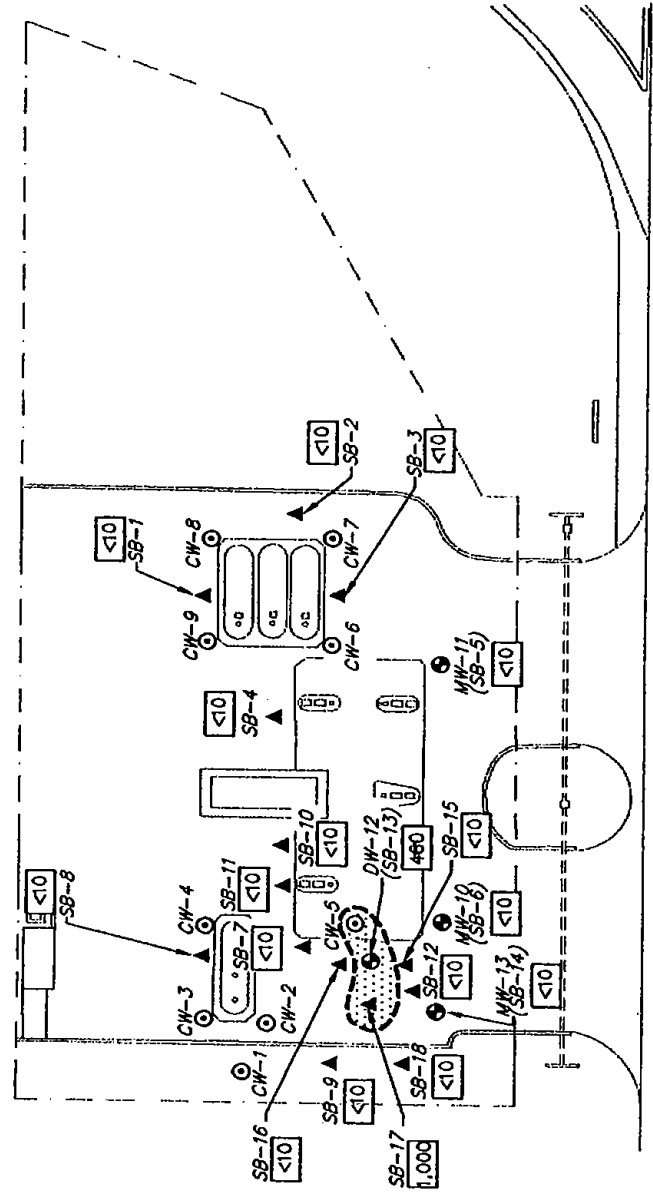 <10
SB-1
<10
SB-2
SB-3
<10
CW-8
CW-9
CW-7
CW-6
<10
SB-4
MW-11
(SB-5)
<10
SB-10
<10
SB-11
<10
<10
SB-8
CW-4
CW-3
SB-7
<10
CW-5
CW-2
CW-1
DW-12
(SB-13)
SB-15
<10
MW-10
(SB-6)
<10
SB-12
<10
MW-13
(SB-14)
<10
SB-9
<10
SB-18
<10
SB-16
<10
SB-17
1,000